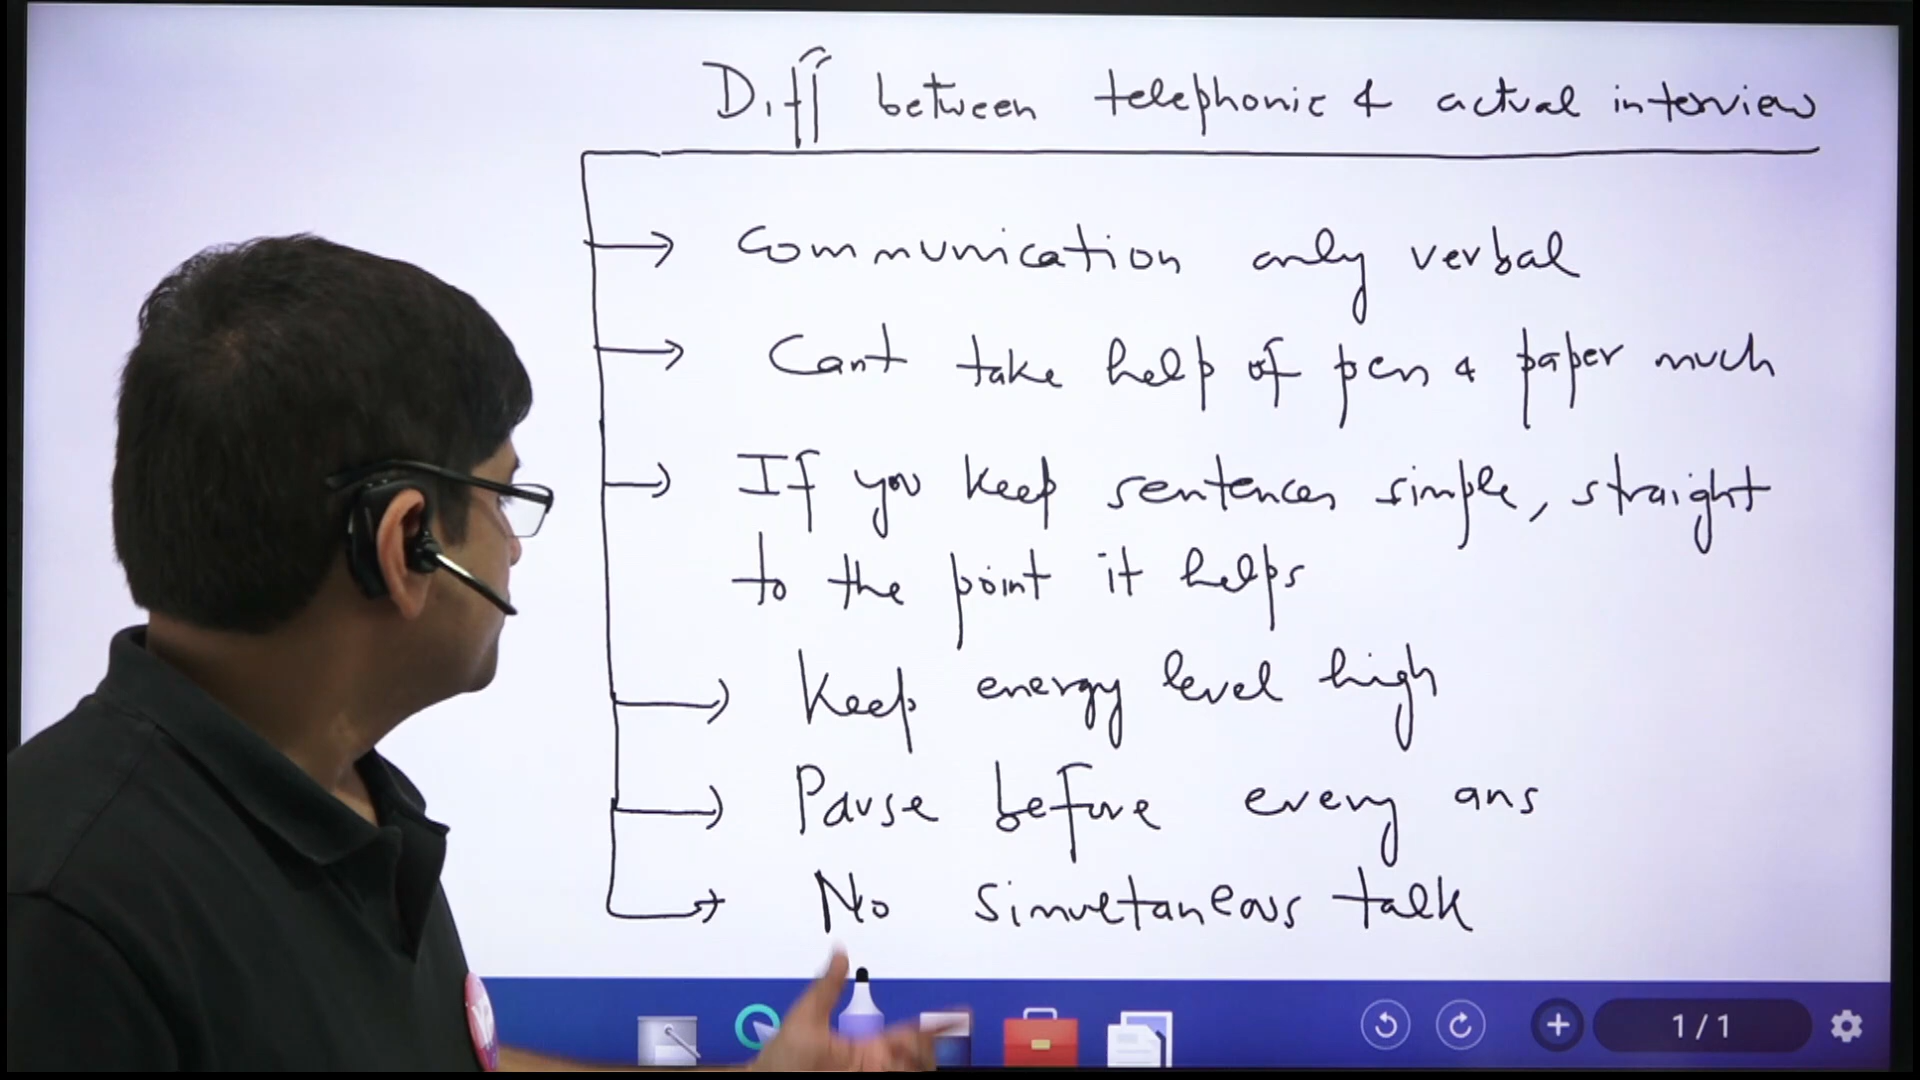 Diff between telephonic & actual interview
Communication only verbal
Cant take help of pen & paper much
If you keep sentences simple, straight
to the point it helps
Keep energy level high
Pause before every ans
No simultaneous talk
1/1